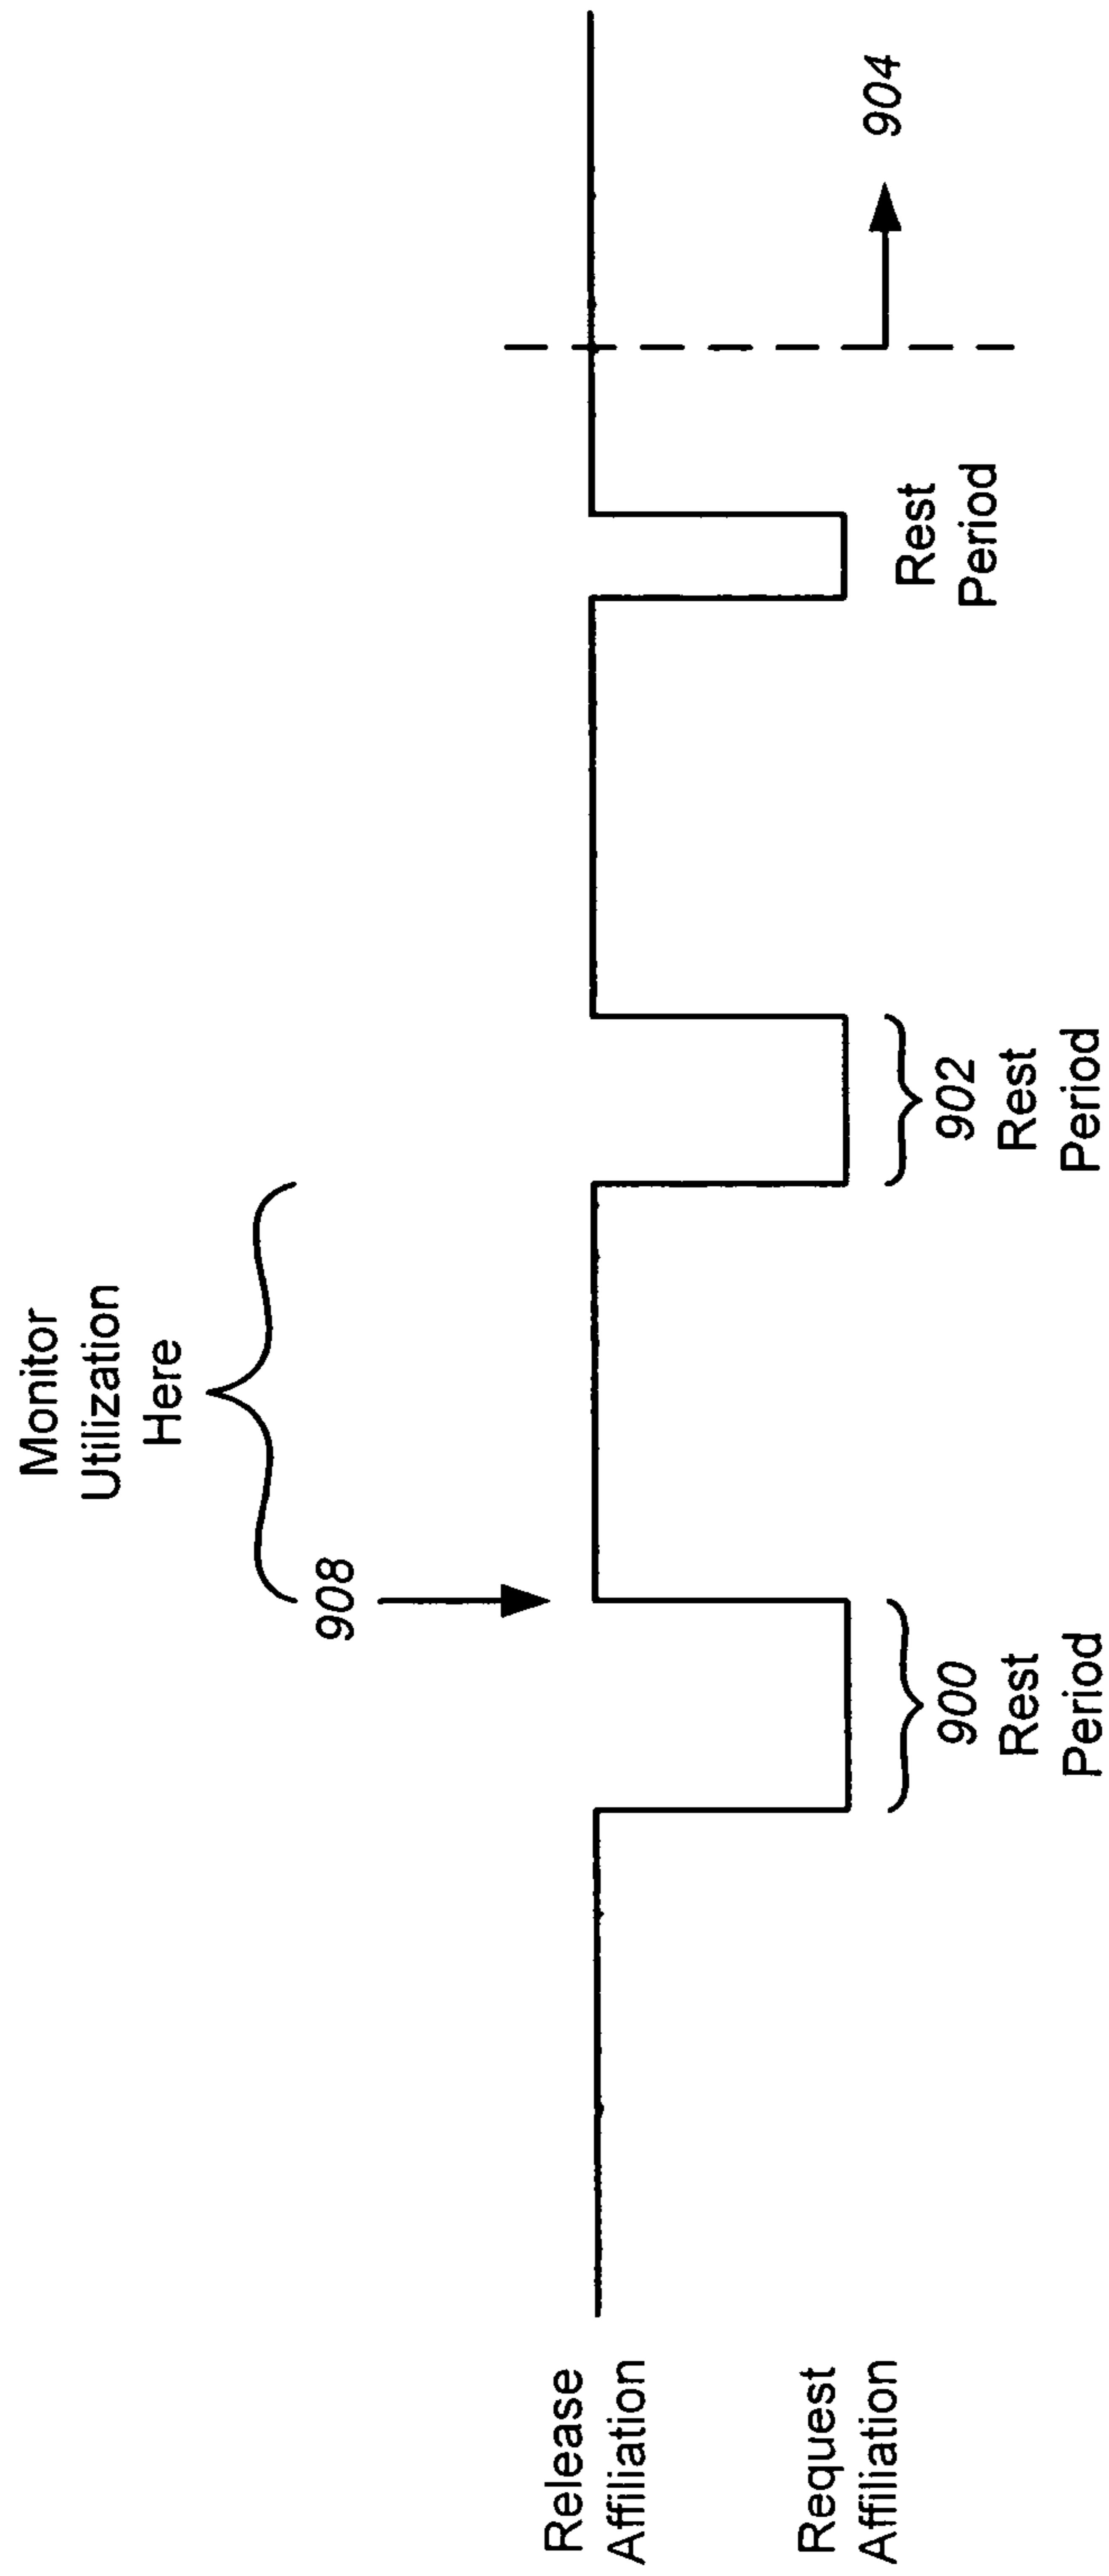 Monitor
Utilization
Here
908
Release
Affiliation
Request
Affiliation
900
Rest
Period
902
Rest
Period
Rest
Period
904